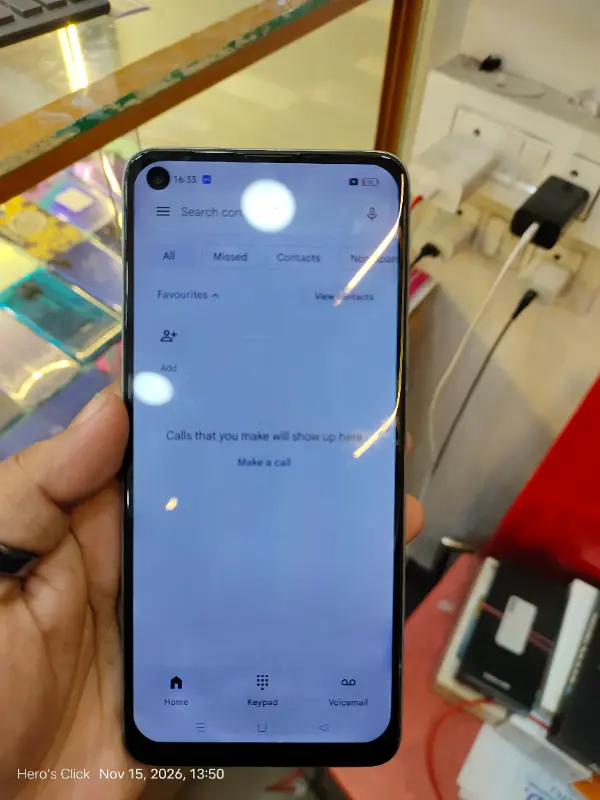 16:33
Search con
All Missed Contacts
Favourites View contacts
Add
Calls that you make will show up here
Make a call
Home Keypad Voicemail
Hero's Click Nov 15, 2026, 13:50